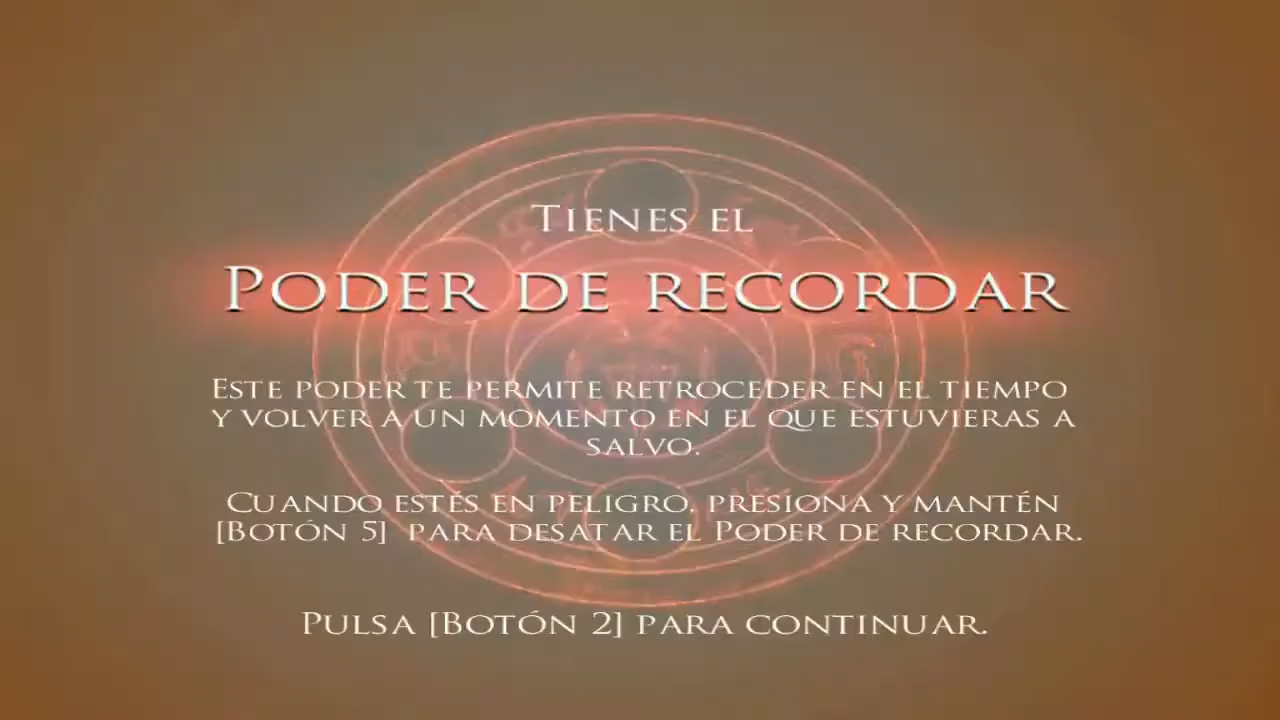 Tienes el
Poder de recordar
Este poder te permite retroceder en el tiempo
y volver a un momento en el que estuvieras a
salvo.
Cuando estés en peligro, presiona y mantén
[Botón 5] para desatar el Poder de recordar.
Pulsa [Botón 2] para continuar.